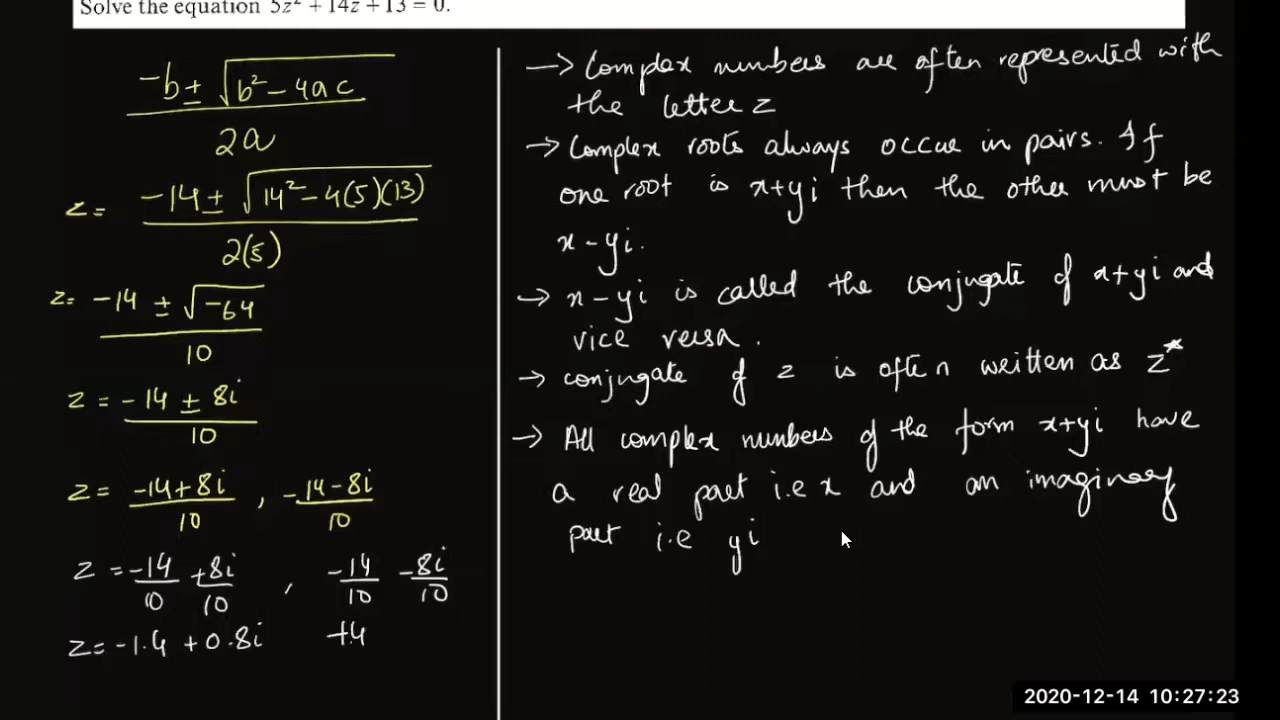 Solve the equation 5z² + 14z + 13 = 0.
-b ± √(b² - 4ac)
2a
z = -14 ± √(14² - 4(5)(13))
2(5)
z = -14 ± √(-64)
10
z = -14 ± 8i
10
z = -14+8i , -14-8i
10 10
z = -14 +8i , -14 -8i
10 10 10 10
z = -1.4 + 0.8i
→ Complex numbers are often represented with
the letter z
→ Complex roots always occur in pairs. If
one root is x+yi then the other must be
x-yi.
→ x-yi is called the conjugate of x+yi and
vice versa.
→ conjugate of z is often written as z*
→ All complex numbers of the form x+yi have
a real part i.e x and an imaginary
part i.e yi
2020-12-14 10:27:23